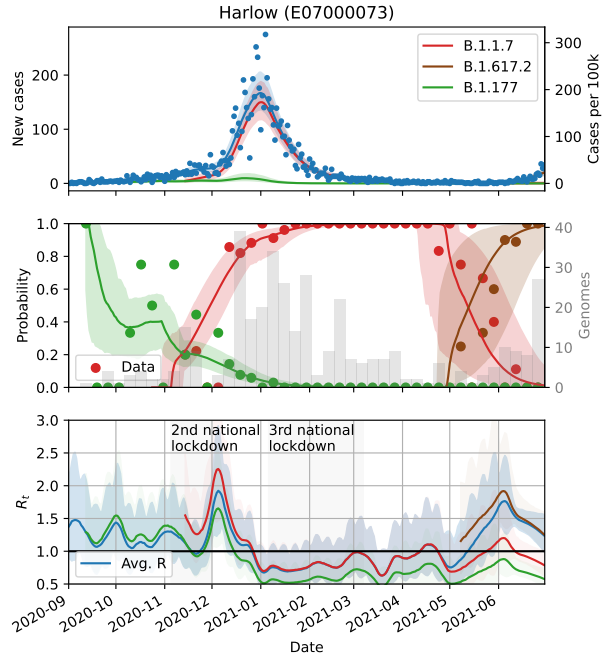 Harlow (E07000073)
New cases
200
100
0
B.1.1.7
B.1.617.2
B.1.177
300
200
100
0
Cases per 100k
Probability
1.0
0.8
0.6
0.4
0.2
0.0
Data
40
30
20
10
0
Genomes
R_t
3.0
2.5
2.0
1.5
1.0
0.5
2nd national
lockdown
3rd national
lockdown
Avg. R
2020-09
2020-10
2020-11
2020-12
2021-01
2021-02
2021-03
2021-04
2021-05
2021-06
Date